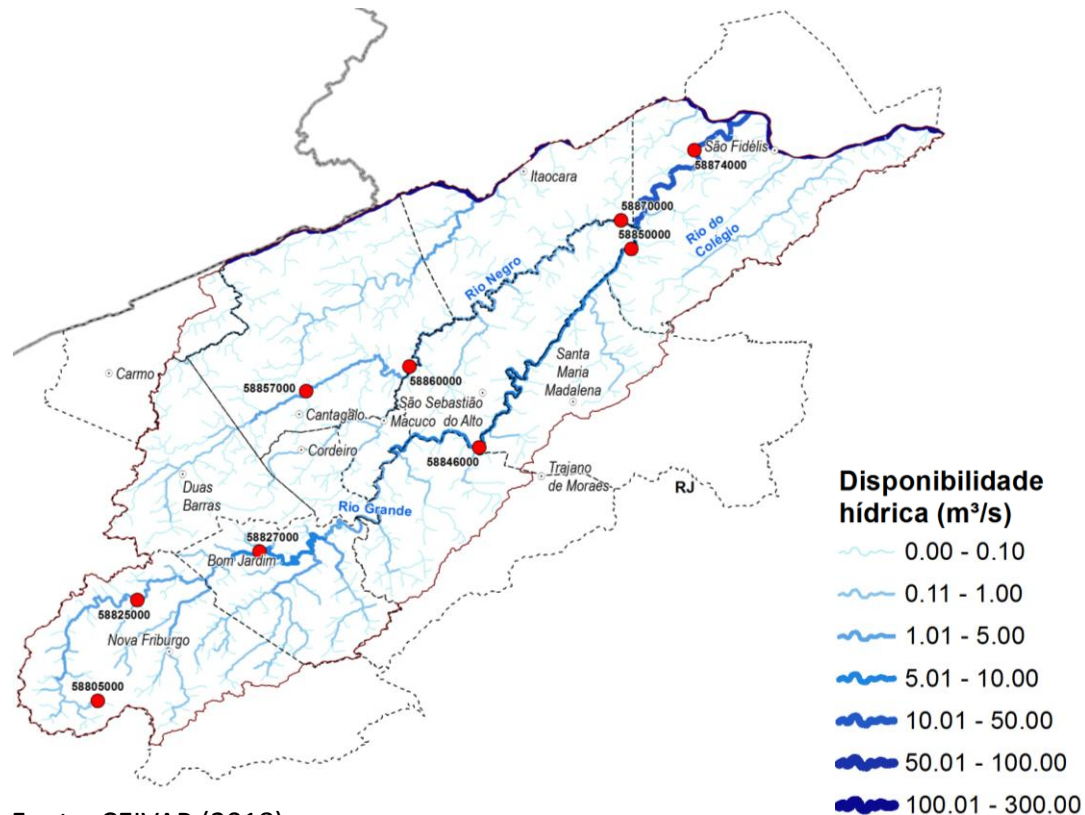 São Fidélis
58874000
Itaocara
58870000
58850000
Rio do
Colégio
Rio Negro
Santa
Maria
Madalena
Carmo
58857000
58860000
São Sebastião
do Alto
Macuco
Cantagalo
Cordeiro
58846000
Trajano
de Moraes
RJ
Duas
Barras
Rio Grande
58827000
Bom Jardim
58825000
Nova Friburgo
58805000
Disponibilidade
hídrica (m³/s)
0.00 - 0.10
0.11 - 1.00
1.01 - 5.00
5.01 - 10.00
10.01 - 50.00
50.01 - 100.00
100.01 - 300.00